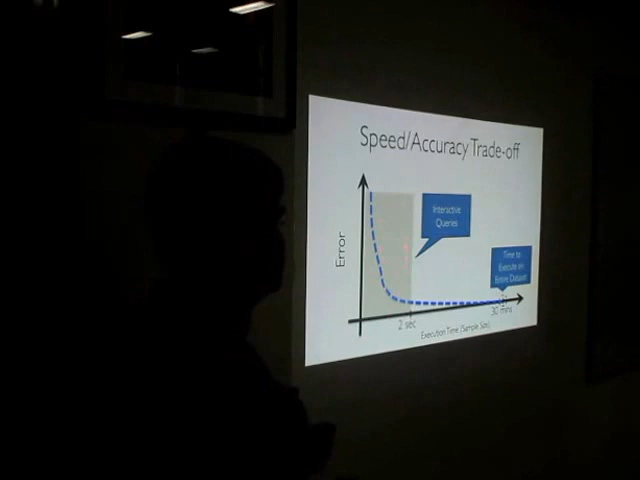 Speed/Accuracy Trade-off
Error
Interactive
Queries
Time to
Execute on
Entire Dataset
2 sec
30 mins
Execution Time (Sample Size)